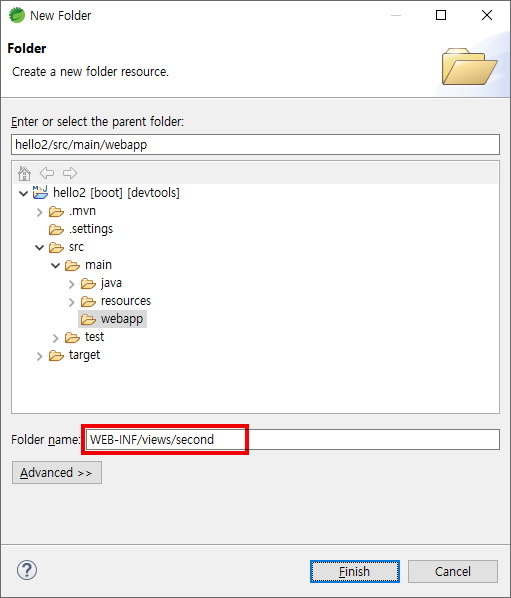 New Folder
Folder
Create a new folder resource.
Enter or select the parent folder:
hello2/src/main/webapp
hello2 [boot] [devtools]
.mvn
.settings
src
main
java
resources
webapp
test
target
Folder name: WEB-INF/views/second
Advanced >>
Finish Cancel